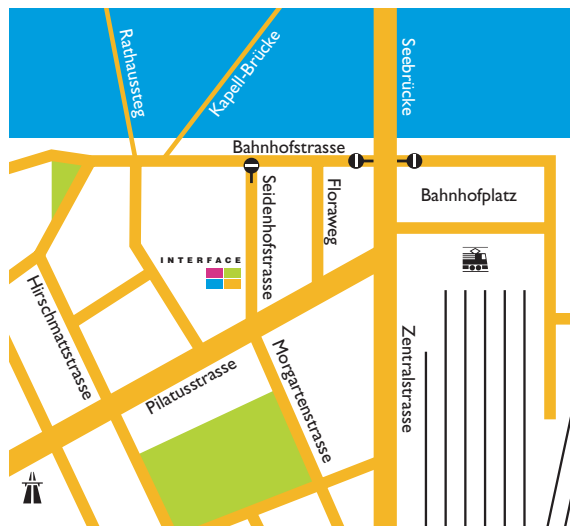 Rathaussteg
Kapell-Brücke
Seebrücke
Bahnhofstrasse
Seidenhofstrasse
Floraweg
Bahnhofplatz
INTERFACE
Hirschmattstrasse
Pilatusstrasse
Morgartenstrasse
Zentralstrasse